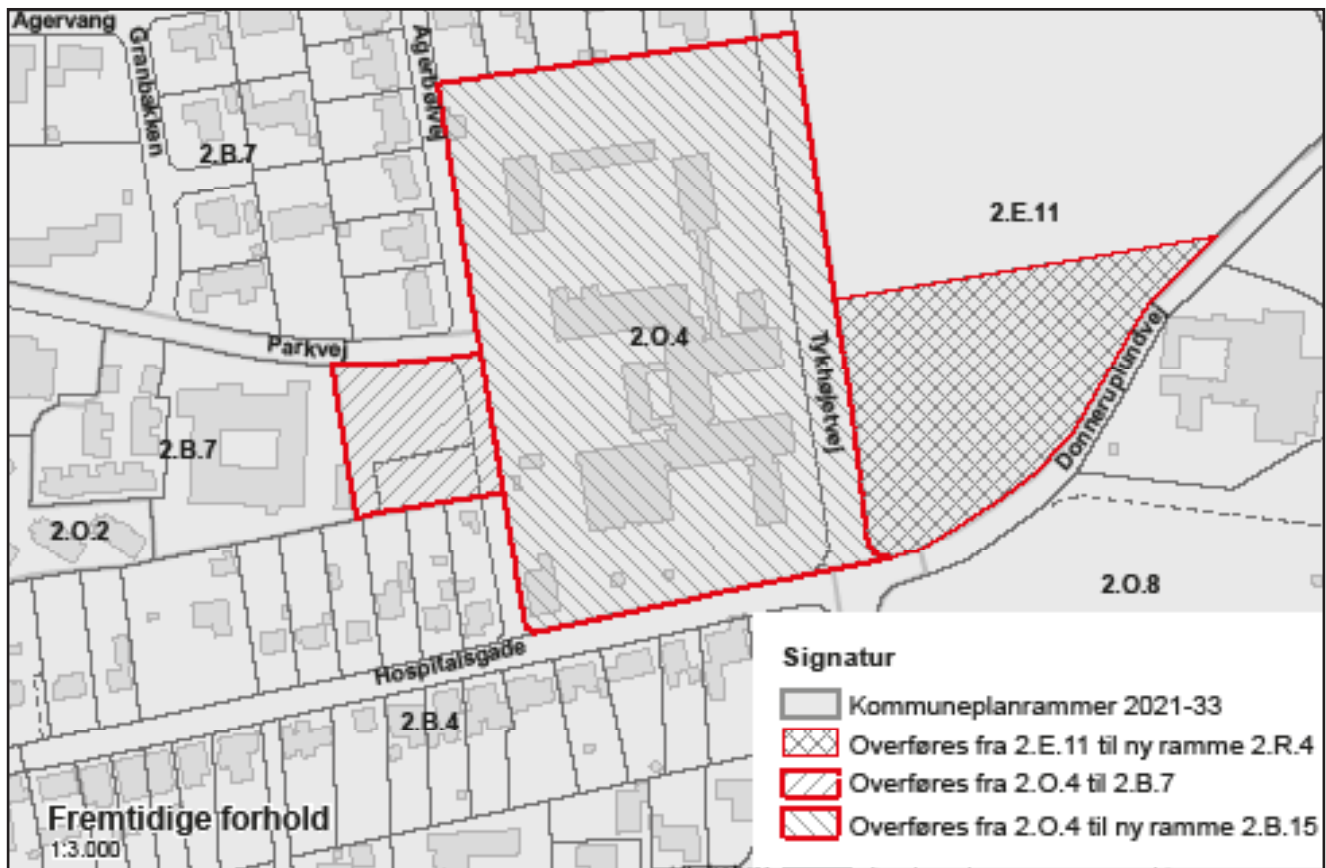 Agervang
Granbakken
Agerbølvej
2.B.7
2.E.11
2.O.4
Parkvej
Tykhøjetvej
Donneruplundvej
2.B.7
2.O.2
2.O.8
Hospitalsgade
2.B.4
Signatur
Kommuneplanrammer 2021-33
Overføres fra 2.E.11 til ny ramme 2.R.4
Overføres fra 2.O.4 til 2.B.7
Overføres fra 2.O.4 til ny ramme 2.B.15
Fremtidige forhold
1:3.000